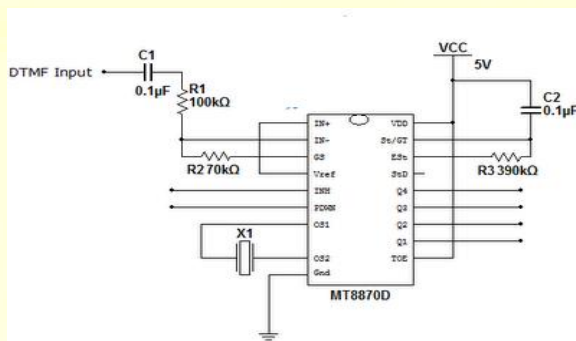 VCC
5V
C1
DTMF Input
0.1µF
R1
100kΩ
C2
0.1µF
IN+
VDD
IN-
St/GT
GS
ESt
R2 70kΩ
R3 390kΩ
Vref
StD
INH
Q4
PDWN
Q3
OS1
Q2
Q1
X1
OS2
TOE
Gnd
MT8870D